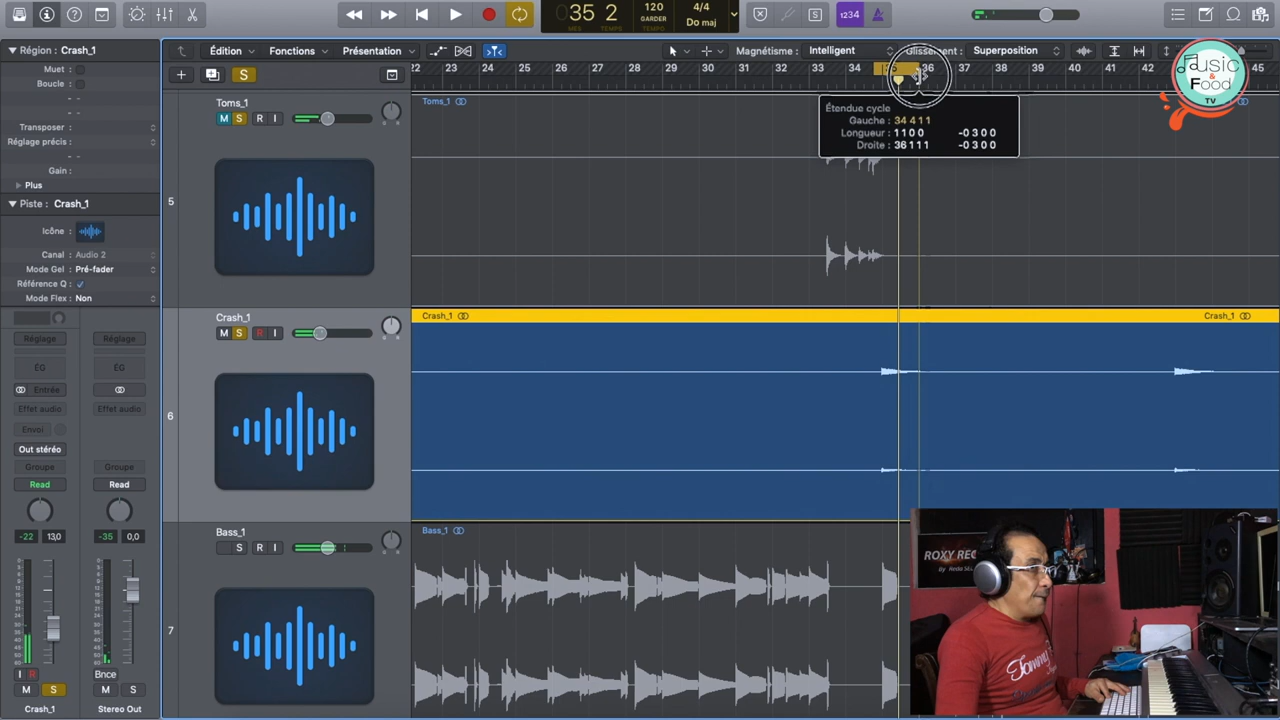 35 2
120
GARDER
TEMPO
4/4
Do maj
1234
Région : Crash_1
Muet :
Boucle :
Transposer :
Réglage précis :
Gain :
Plus
Piste : Crash_1
Icône :
Canal : Audio 2
Mode Gel : Pré-fader
Référence Q :
Mode Flex : Non
Réglage
Réglage
EQ
EQ
Entrée
Effet audio
Effet audio
Envoi
Out stéréo
Groupe
Groupe
Read
Read
-22 13,0
-35 0,0
I R
Bnce
M S
M S
Crash_1
Stereo Out
Édition
Fonctions
Présentation
Magnétisme : Intelligent
Glissement : Superposition
S
22 23 24 25 26 27 28 29 30 31 32 33 34 35 36 37 38 39 40 41 42 45
Étendue cycle
Gauche : 34 4 1 1
Longueur : 1 1 0 0 -0 3 0 0
Droite : 36 1 1 1 -0 3 0 0
Music
& Food
TV
5
Toms_1
M S R I
Toms_1
6
Crash_1
M S R I
Crash_1
Crash_1
7
Bass_1
S R I
Bass_1
ROXY REC